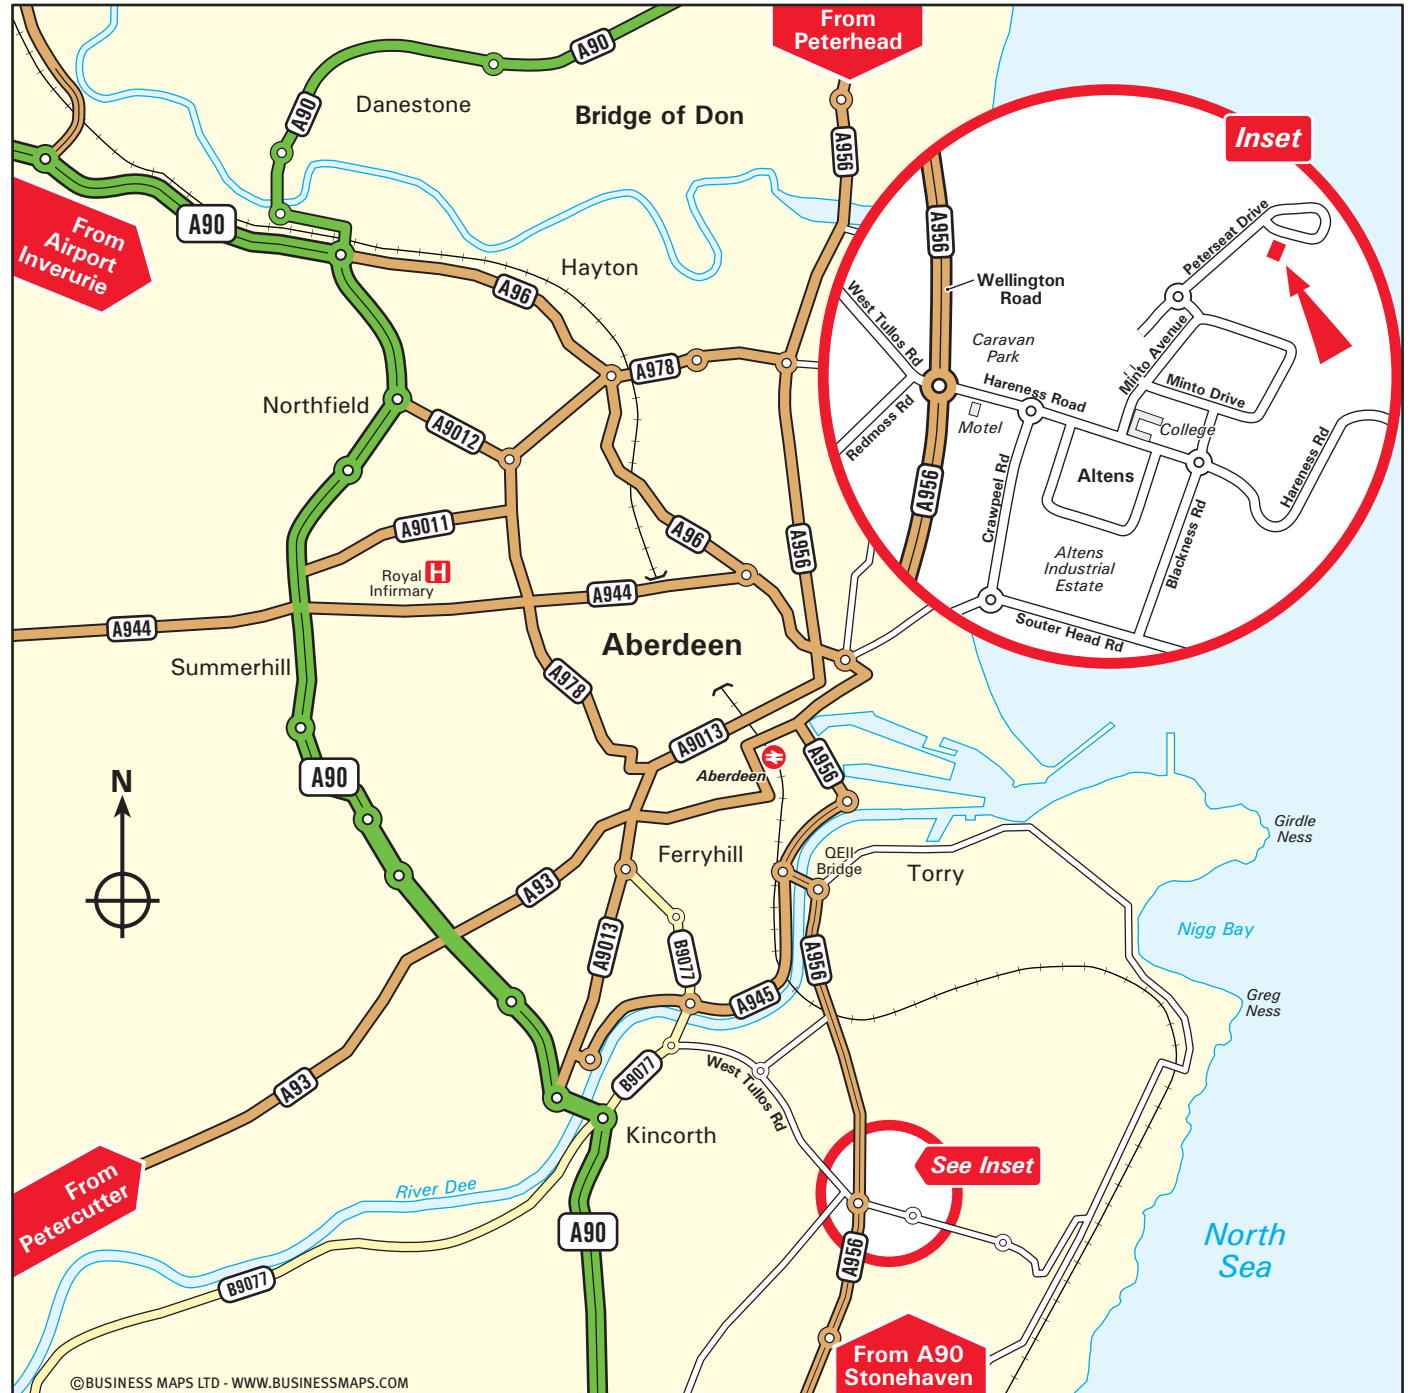 From
Peterhead
A90
A90
Danestone
Bridge of Don
A956
Inset
A90
From
Airport
Inverurie
Hayton
A96
A956
Peterseat Drive
Wellington
Road
West Tullos Rd
Caravan
Park
Minto Avenue
A978
Hareness Road
Minto Drive
Northfield
Redmoss Rd
Motel
College
A9012
Hareness Rd
Altens
A956
Crawpeel Rd
Blackness Rd
A9011
A96
A956
Altens
Industrial
Estate
Royal
Infirmary
H
A944
A944
Souter Head Rd
Aberdeen
Summerhill
A978
A9013
A956
Aberdeen
A90
N
Girdle
Ness
Ferryhill
QEII
Bridge
Torry
A93
Nigg Bay
A9013
B9077
A956
A945
Greg
Ness
B9077
West Tullos Rd
A93
Kincorth
From
Petercutter
River Dee
See Inset
A90
A956
North
Sea
B9077
From A90
Stonehaven
©BUSINESS MAPS LTD - WWW.BUSINESSMAPS.COM